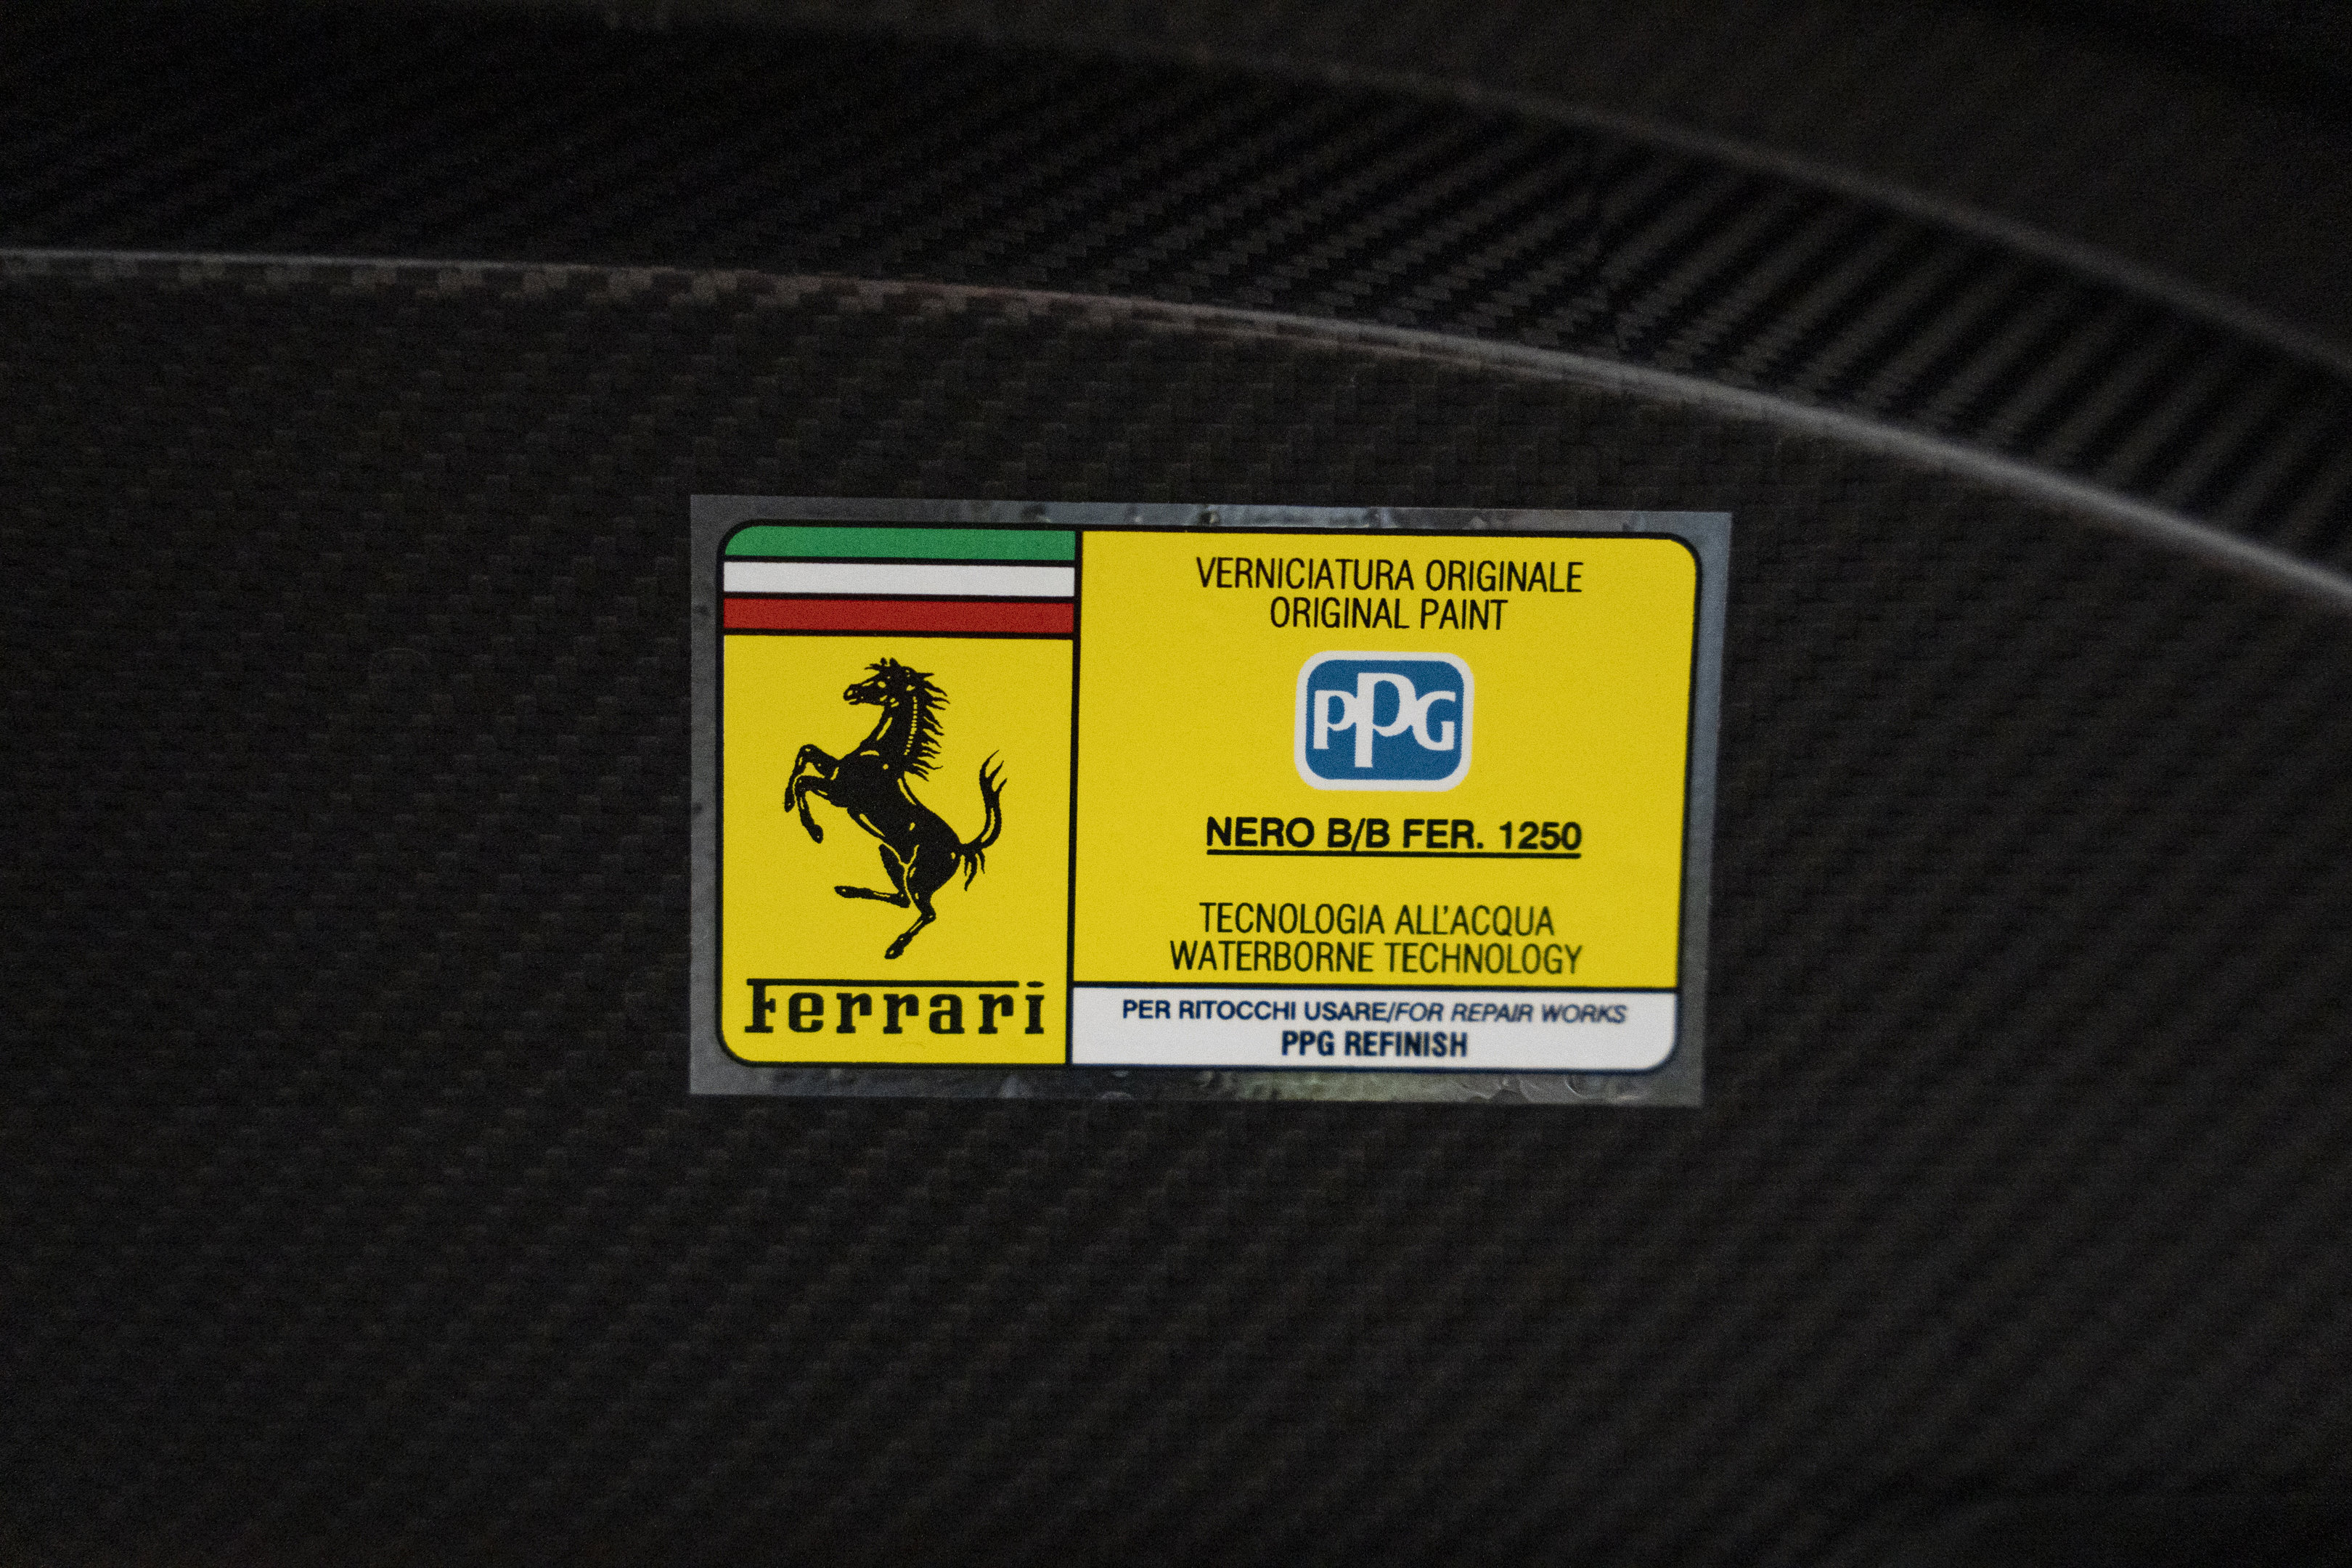 Ferrari
VERNICIATURA ORIGINALE
ORIGINAL PAINT
PPG
NERO B/B FER. 1250
TECNOLOGIA ALL'ACQUA
WATERBORNE TECHNOLOGY
PER RITOCCHI USARE/FOR REPAIR WORKS
PPG REFINISH